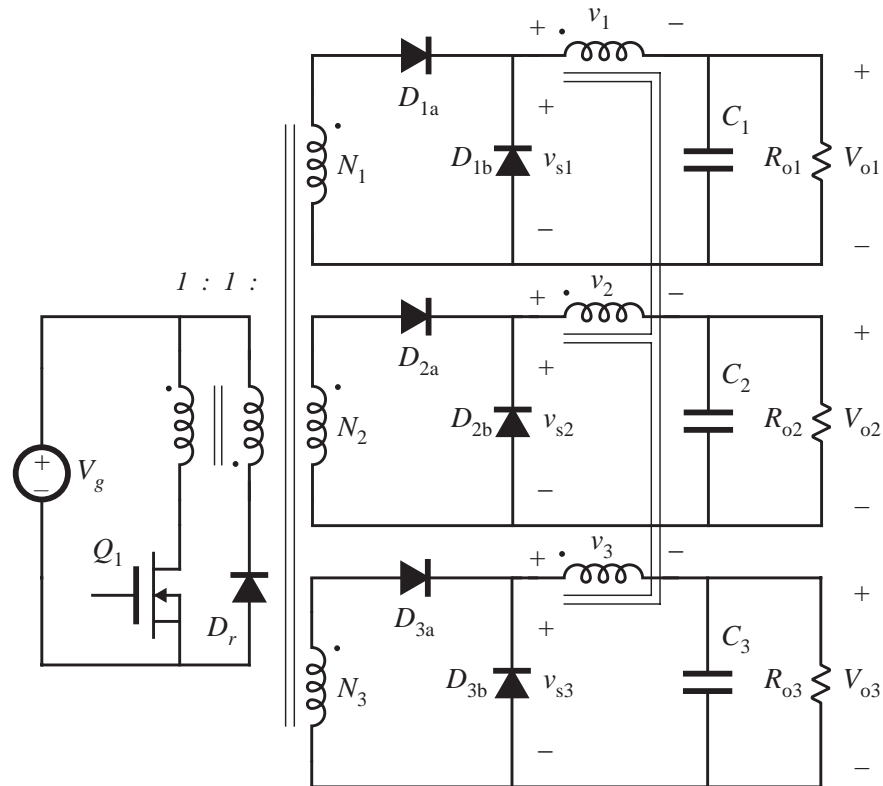 + v1 −
D1a
C1
+
+
N1
D1b
vs1
Ro1
Vo1
−
−
1 : 1 :
+ v2 −
D2a
C2
+
+
N2
D2b
vs2
Ro2
Vo2
+
−
Vg
−
−
Q1
+ v3 −
D3a
Dr
C3
+
+
N3
D3b
vs3
Ro3
Vo3
−
−